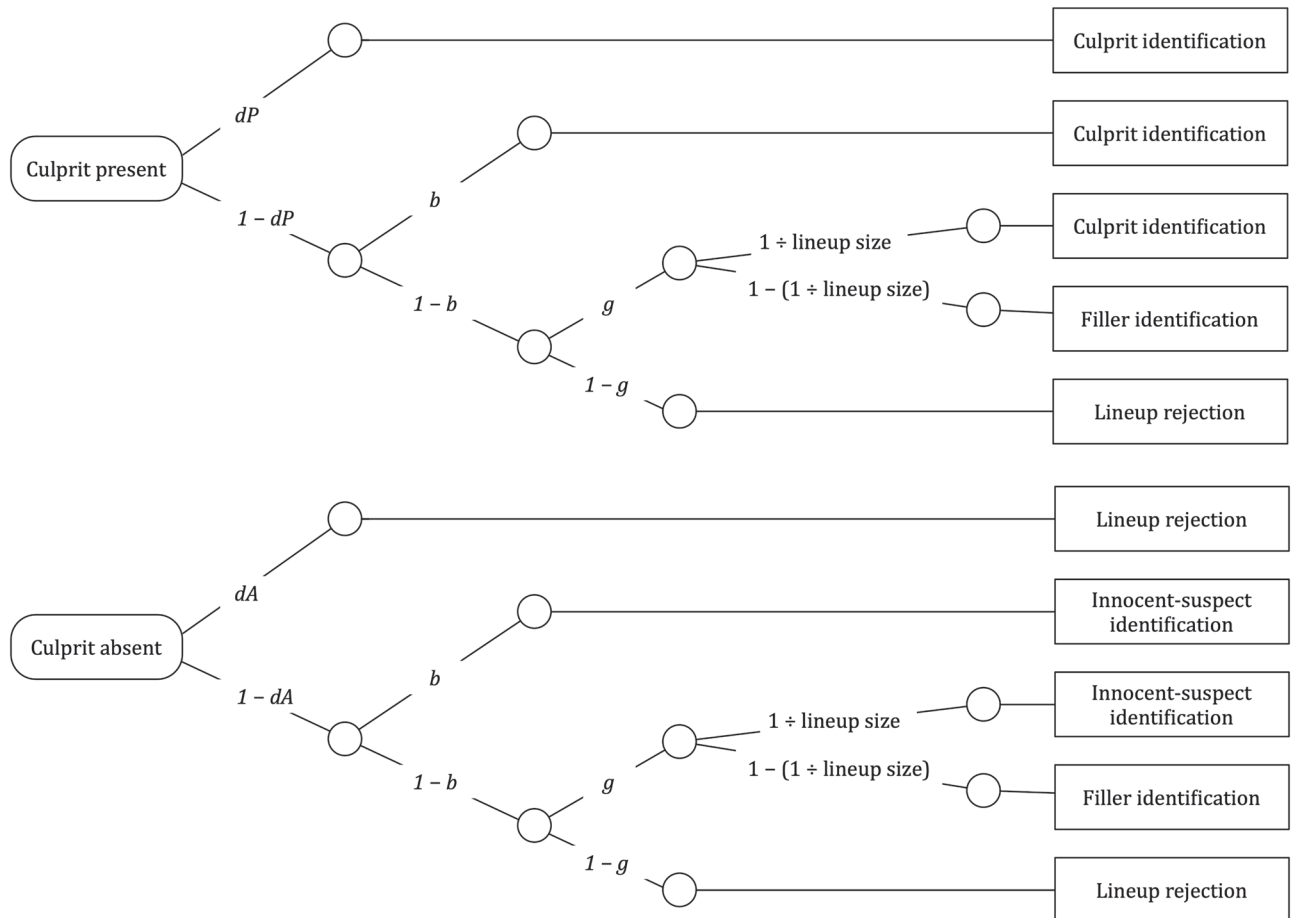 Culprit identification
dP
Culprit identification
Culprit present
b
1 − dP
Culprit identification
1 ÷ lineup size
1 − b
g
1 − (1 ÷ lineup size)
Filler identification
1 − g
Lineup rejection
Lineup rejection
dA
Innocent-suspect
identification
Culprit absent
b
1 − dA
Innocent-suspect
identification
1 ÷ lineup size
1 − b
g
1 − (1 ÷ lineup size)
Filler identification
1 − g
Lineup rejection